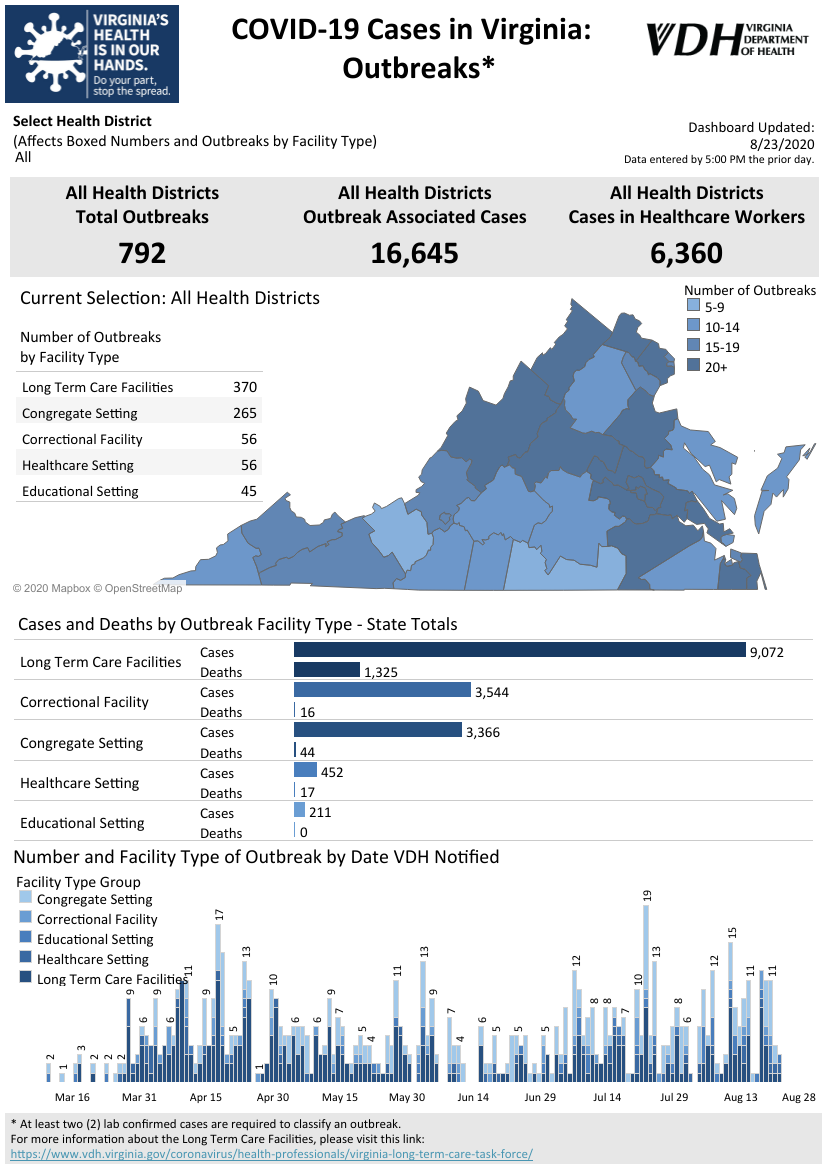 VIRGINIA'S
HEALTH
IS IN OUR
HANDS.
Do your part,
stop the spread.
COVID-19 Cases in Virginia:
Outbreaks*
VDH VIRGINIA
DEPARTMENT
OF HEALTH
Select Health District
(Affects Boxed Numbers and Outbreaks by Facility Type)
All
Dashboard Updated:
8/23/2020
Data entered by 5:00 PM the prior day.
All Health Districts
Total Outbreaks
792
All Health Districts
Outbreak Associated Cases
16,645
All Health Districts
Cases in Healthcare Workers
6,360
Current Selection: All Health Districts
Number of Outbreaks
by Facility Type
Long Term Care Facilities 370
Congregate Setting 265
Correctional Facility 56
Healthcare Setting 56
Educational Setting 45
Number of Outbreaks
5-9
10-14
15-19
20+
© 2020 Mapbox © OpenStreetMap
Cases and Deaths by Outbreak Facility Type - State Totals
Long Term Care Facilities
Cases 9,072
Deaths 1,325
Correctional Facility
Cases 3,544
Deaths 16
Congregate Setting
Cases 3,366
Deaths 44
Healthcare Setting
Cases 452
Deaths 17
Educational Setting
Cases 211
Deaths 0
Number and Facility Type of Outbreak by Date VDH Notified
Facility Type Group
Congregate Setting
Correctional Facility
Educational Setting
Healthcare Setting
Long Term Care Facilities
2 1 3 2 2 2 9 6 9 6 11 9 17 5 13 1 10 6 6 9 7 5 4 11 13 9 7 4 6 5 5 5 12 8 8 7 10 19 13 8 6 12 15 11 11
Mar 16 Mar 31 Apr 15 Apr 30 May 15 May 30 Jun 14 Jun 29 Jul 14 Jul 29 Aug 13 Aug 28
* At least two (2) lab confirmed cases are required to classify an outbreak.
For more information about the Long Term Care Facilities, please visit this link:
https://www.vdh.virginia.gov/coronavirus/health-professionals/virginia-long-term-care-task-force/